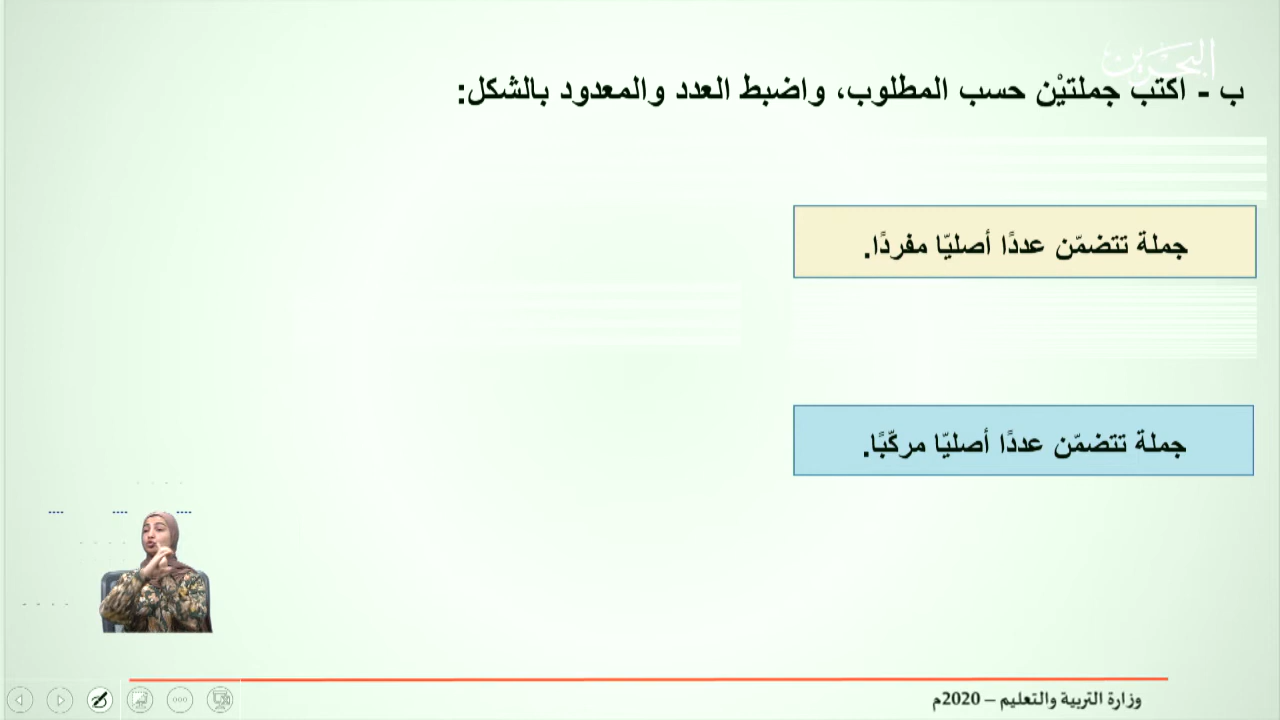 البحرين
ب - اكتب جملتيْن حسب المطلوب، واضبط العدد والمعدود بالشكل:
جملة تتضمّن عددًا أصليّا مفردًا.
جملة تتضمّن عددًا أصليّا مركّبًا.
وزارة التربية والتعليم – 2020م